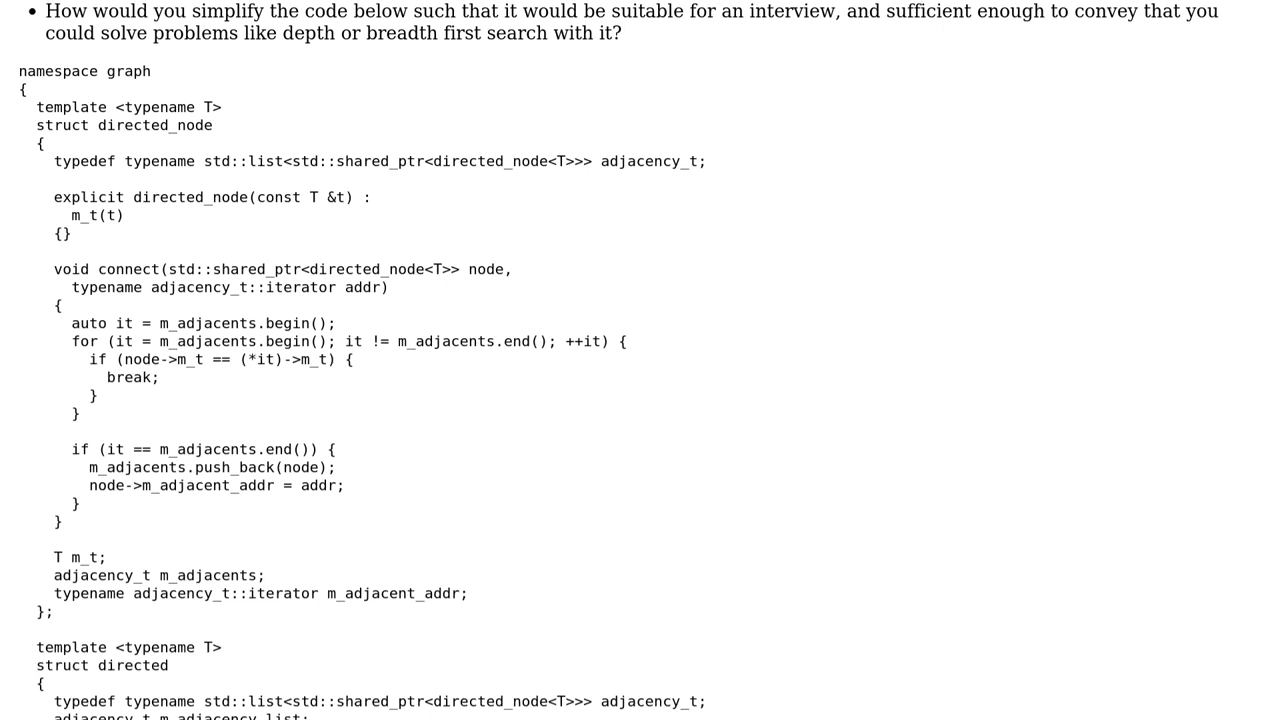 • How would you simplify the code below such that it would be suitable for an interview, and sufficient enough to convey that you
could solve problems like depth or breadth first search with it?
namespace graph
{
  template <typename T>
  struct directed_node
  {
    typedef typename std::list<std::shared_ptr<directed_node<T>>> adjacency_t;

    explicit directed_node(const T &t) :
      m_t(t)
    {}

    void connect(std::shared_ptr<directed_node<T>> node,
      typename adjacency_t::iterator addr)
    {
      auto it = m_adjacents.begin();
      for (it = m_adjacents.begin(); it != m_adjacents.end(); ++it) {
        if (node->m_t == (*it)->m_t) {
          break;
        }
      }

      if (it == m_adjacents.end()) {
        m_adjacents.push_back(node);
        node->m_adjacent_addr = addr;
      }
    }

    T m_t;
    adjacency_t m_adjacents;
    typename adjacency_t::iterator m_adjacent_addr;
  };

  template <typename T>
  struct directed
  {
    typedef typename std::list<std::shared_ptr<directed_node<T>>> adjacency_t;
    adjacency_t m_adjacency_list;